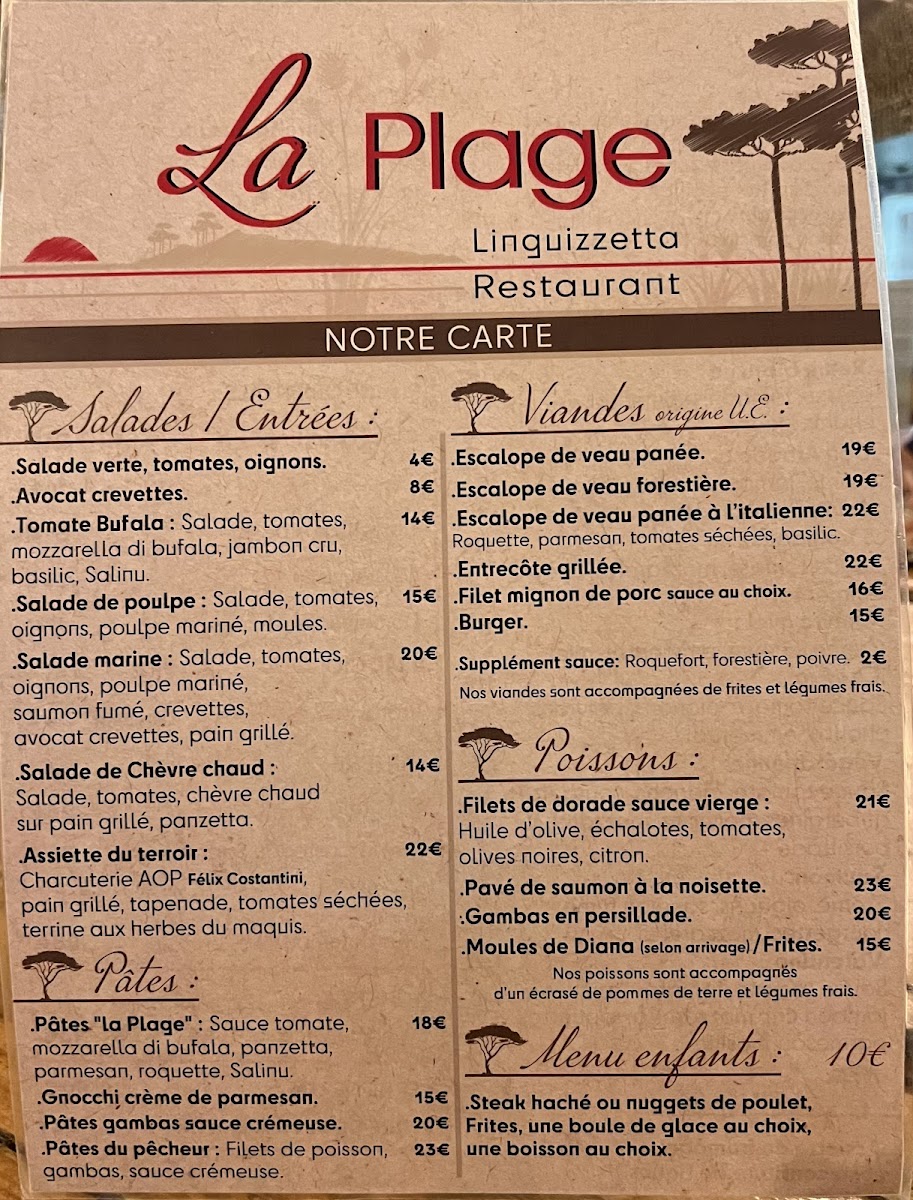 La Plage
Linguizzetta
Restaurant
NOTRE CARTE
Salades / Entrées :
.Salade verte, tomates, oignons. 4€
.Avocat crevettes. 8€
.Tomate Bufala : Salade, tomates, 14€
mozzarella di bufala, jambon cru,
basilic, Salinu.
.Salade de poulpe : Salade, tomates, 15€
oignons, poulpe mariné, moules.
.Salade marine : Salade, tomates, 20€
oignons, poulpe mariné,
saumon fumé, crevettes,
avocat crevettes, pain grillé.
.Salade de Chèvre chaud : 14€
Salade, tomates, chèvre chaud
sur pain grillé, panzetta.
.Assiette du terroir : 22€
Charcuterie AOP Félix Costantini,
pain grillé, tapenade, tomates séchées,
terrine aux herbes du maquis.
Pâtes :
.Pâtes "la Plage" : Sauce tomate, 18€
mozzarella di bufala, panzetta,
parmesan, roquette, Salinu.
.Gnocchi crème de parmesan. 15€
.Pâtes gambas sauce crémeuse. 20€
.Pâtes du pêcheur : Filets de poisson, 23€
gambas, sauce crémeuse.
Viandes origine U.E. :
.Escalope de veau panée. 19€
.Escalope de veau forestière. 19€
.Escalope de veau panée à l'italienne: 22€
Roquette, parmesan, tomates séchées, basilic.
.Entrecôte grillée. 22€
.Filet mignon de porc sauce au choix. 16€
.Burger. 15€
.Supplément sauce: Roquefort, forestière, poivre. 2€
Nos viandes sont accompagnées de frites et légumes frais.
Poissons :
.Filets de dorade sauce vierge : 21€
Huile d'olive, échalotes, tomates,
olives noires, citron.
.Pavé de saumon à la noisette. 23€
.Gambas en persillade. 20€
.Moules de Diana (selon arrivage)/Frites. 15€
Nos poissons sont accompagnés
d'un écrasé de pommes de terre et légumes frais.
Menu enfants : 10€
.Steak haché ou nuggets de poulet,
Frites, une boule de glace au choix,
une boisson au choix.